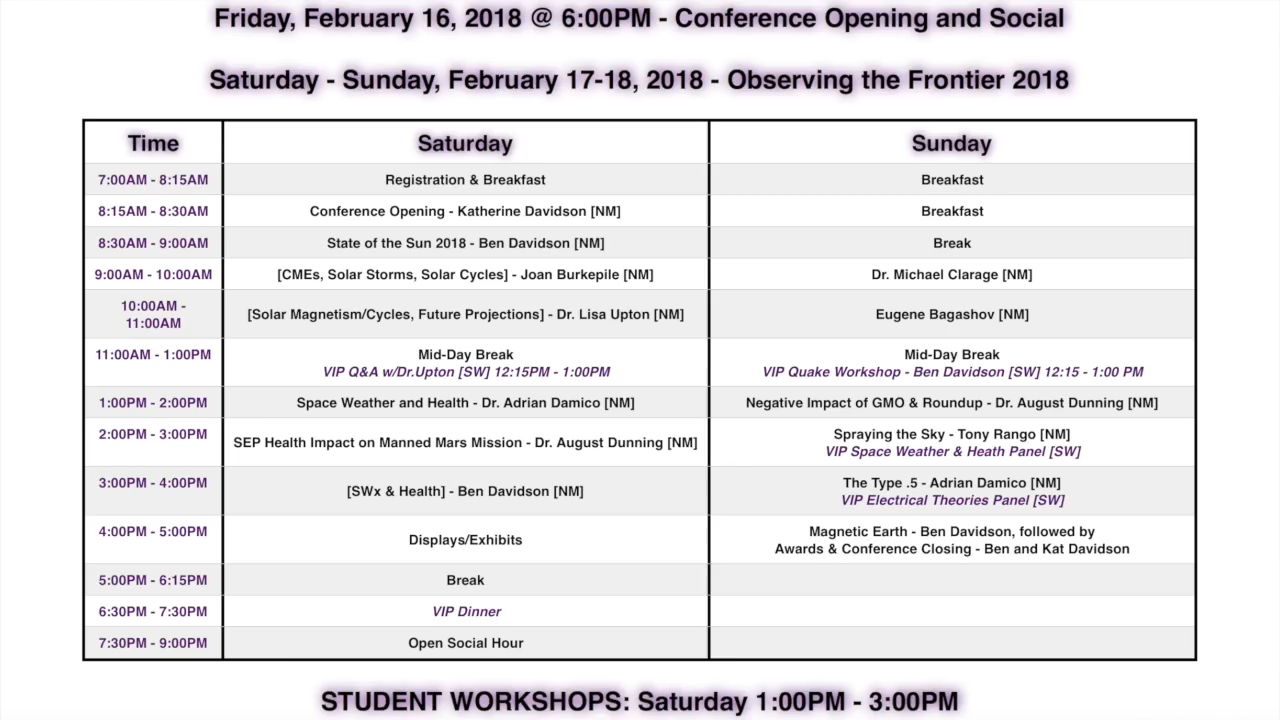 Friday, February 16, 2018 @ 6:00PM - Conference Opening and Social
Saturday - Sunday, February 17-18, 2018 - Observing the Frontier 2018
Time Saturday Sunday
7:00AM - 8:15AM Registration & Breakfast Breakfast
8:15AM - 8:30AM Conference Opening - Katherine Davidson [NM] Breakfast
8:30AM - 9:00AM State of the Sun 2018 - Ben Davidson [NM] Break
9:00AM - 10:00AM [CMEs, Solar Storms, Solar Cycles] - Joan Burkepile [NM] Dr. Michael Clarage [NM]
10:00AM -
11:00AM
[Solar Magnetism/Cycles, Future Projections] - Dr. Lisa Upton [NM] Eugene Bagashov [NM]
11:00AM - 1:00PM Mid-Day Break Mid-Day Break
VIP Q&A w/Dr.Upton [SW] 12:15PM - 1:00PM VIP Quake Workshop - Ben Davidson [SW] 12:15 - 1:00 PM
1:00PM - 2:00PM Space Weather and Health - Dr. Adrian Damico [NM] Negative Impact of GMO & Roundup - Dr. August Dunning [NM]
2:00PM - 3:00PM SEP Health Impact on Manned Mars Mission - Dr. August Dunning [NM] Spraying the Sky - Tony Rango [NM]
VIP Space Weather & Heath Panel [SW]
3:00PM - 4:00PM [SWx & Health] - Ben Davidson [NM] The Type .5 - Adrian Damico [NM]
VIP Electrical Theories Panel [SW]
4:00PM - 5:00PM Displays/Exhibits Magnetic Earth - Ben Davidson, followed by
Awards & Conference Closing - Ben and Kat Davidson
5:00PM - 6:15PM Break
6:30PM - 7:30PM VIP Dinner
7:30PM - 9:00PM Open Social Hour
STUDENT WORKSHOPS: Saturday 1:00PM - 3:00PM